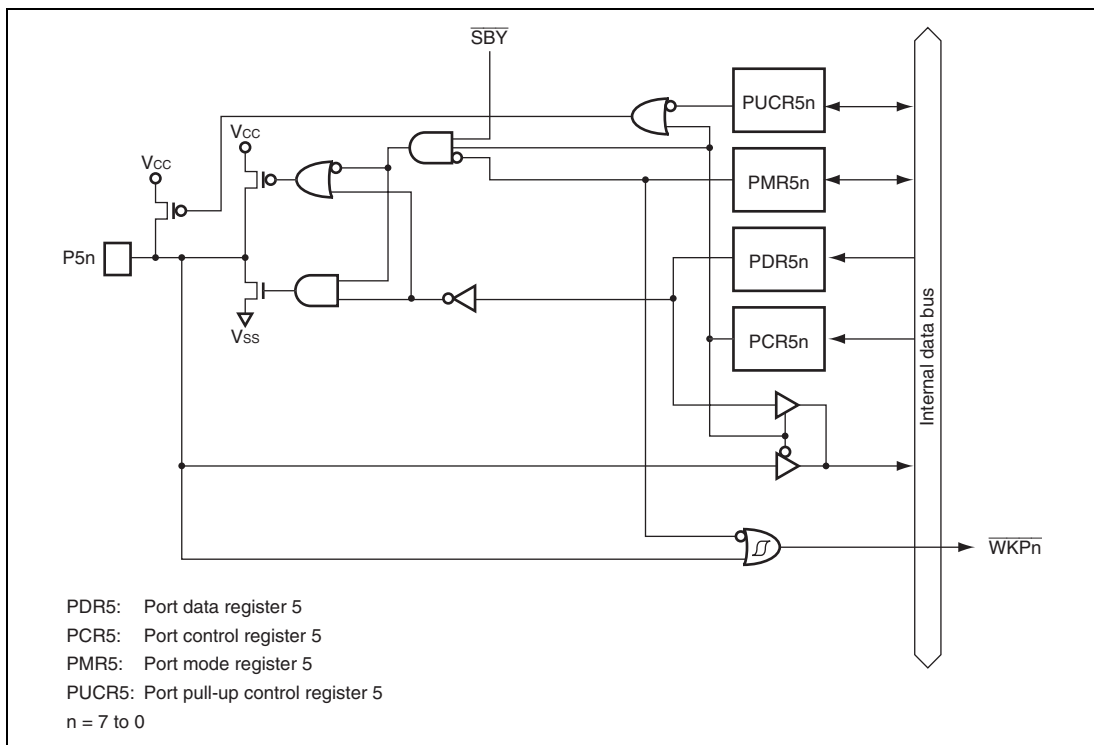 SBY
PUCR5n
VCC
VCC
PMR5n
P5n
PDR5n
VSS
PCR5n
Internal data bus
WKPn
PDR5: Port data register 5
PCR5: Port control register 5
PMR5: Port mode register 5
PUCR5: Port pull-up control register 5
n = 7 to 0